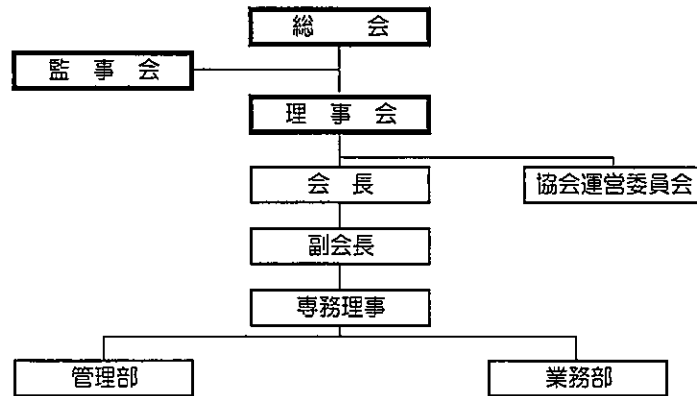 総 会
監 事 会
理 事 会
会 長
協会運営委員会
副会長
専務理事
管理部
業務部